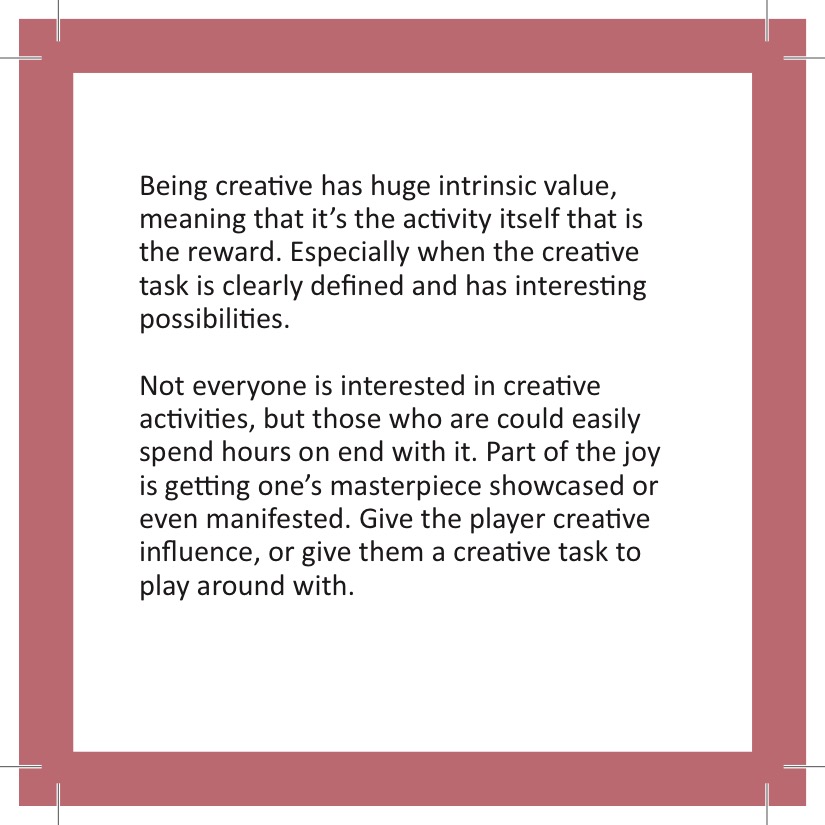 Being creative has huge intrinsic value,
meaning that it’s the activity itself that is
the reward. Especially when the creative
task is clearly defined and has interesting
possibilities.
Not everyone is interested in creative
activities, but those who are could easily
spend hours on end with it. Part of the joy
is getting one’s masterpiece showcased or
even manifested. Give the player creative
influence, or give them a creative task to
play around with.